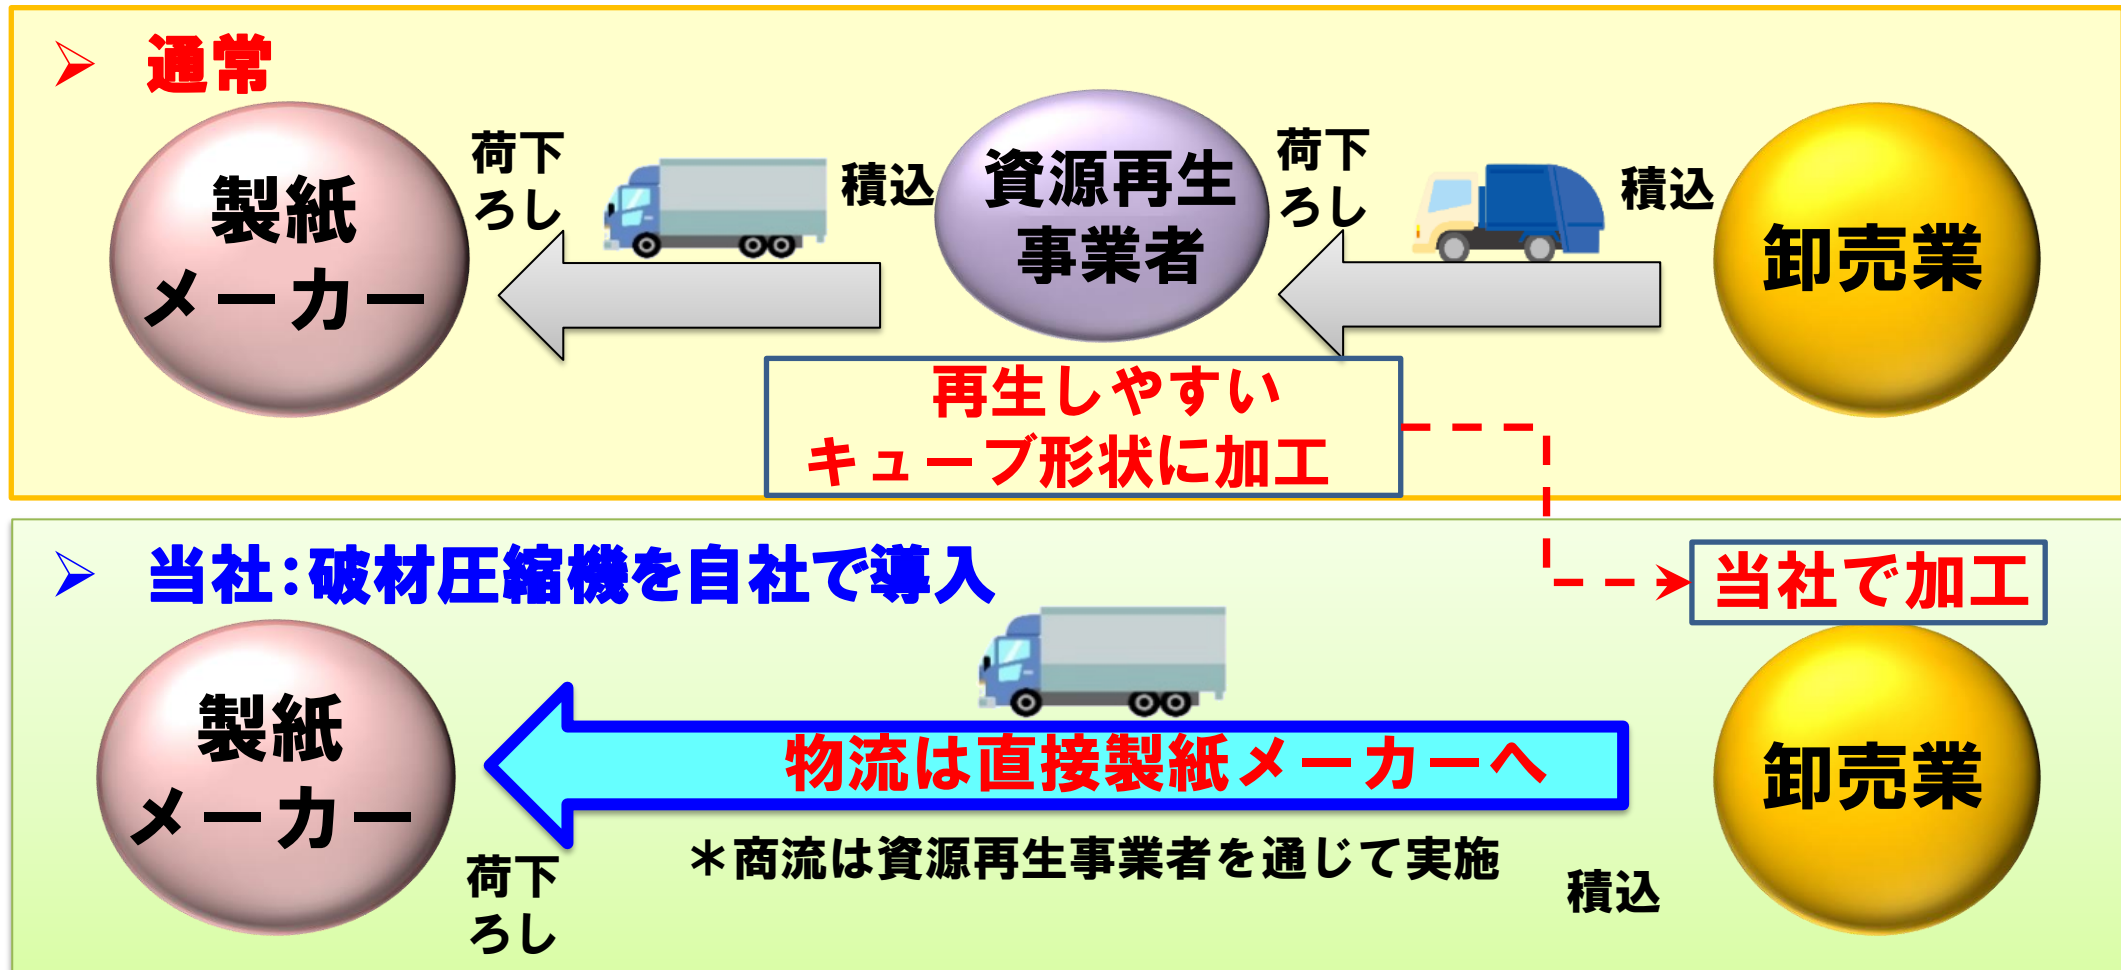 通常
製紙
メーカー
荷下
ろし
積込
資源再生
事業者
荷下
ろし
積込
卸売業
再生しやすい
キューブ形状に加工
当社:破材圧縮機を自社で導入
当社で加工
製紙
メーカー
物流は直接製紙メーカーへ
卸売業
*商流は資源再生事業者を通じて実施
荷下
ろし
積込